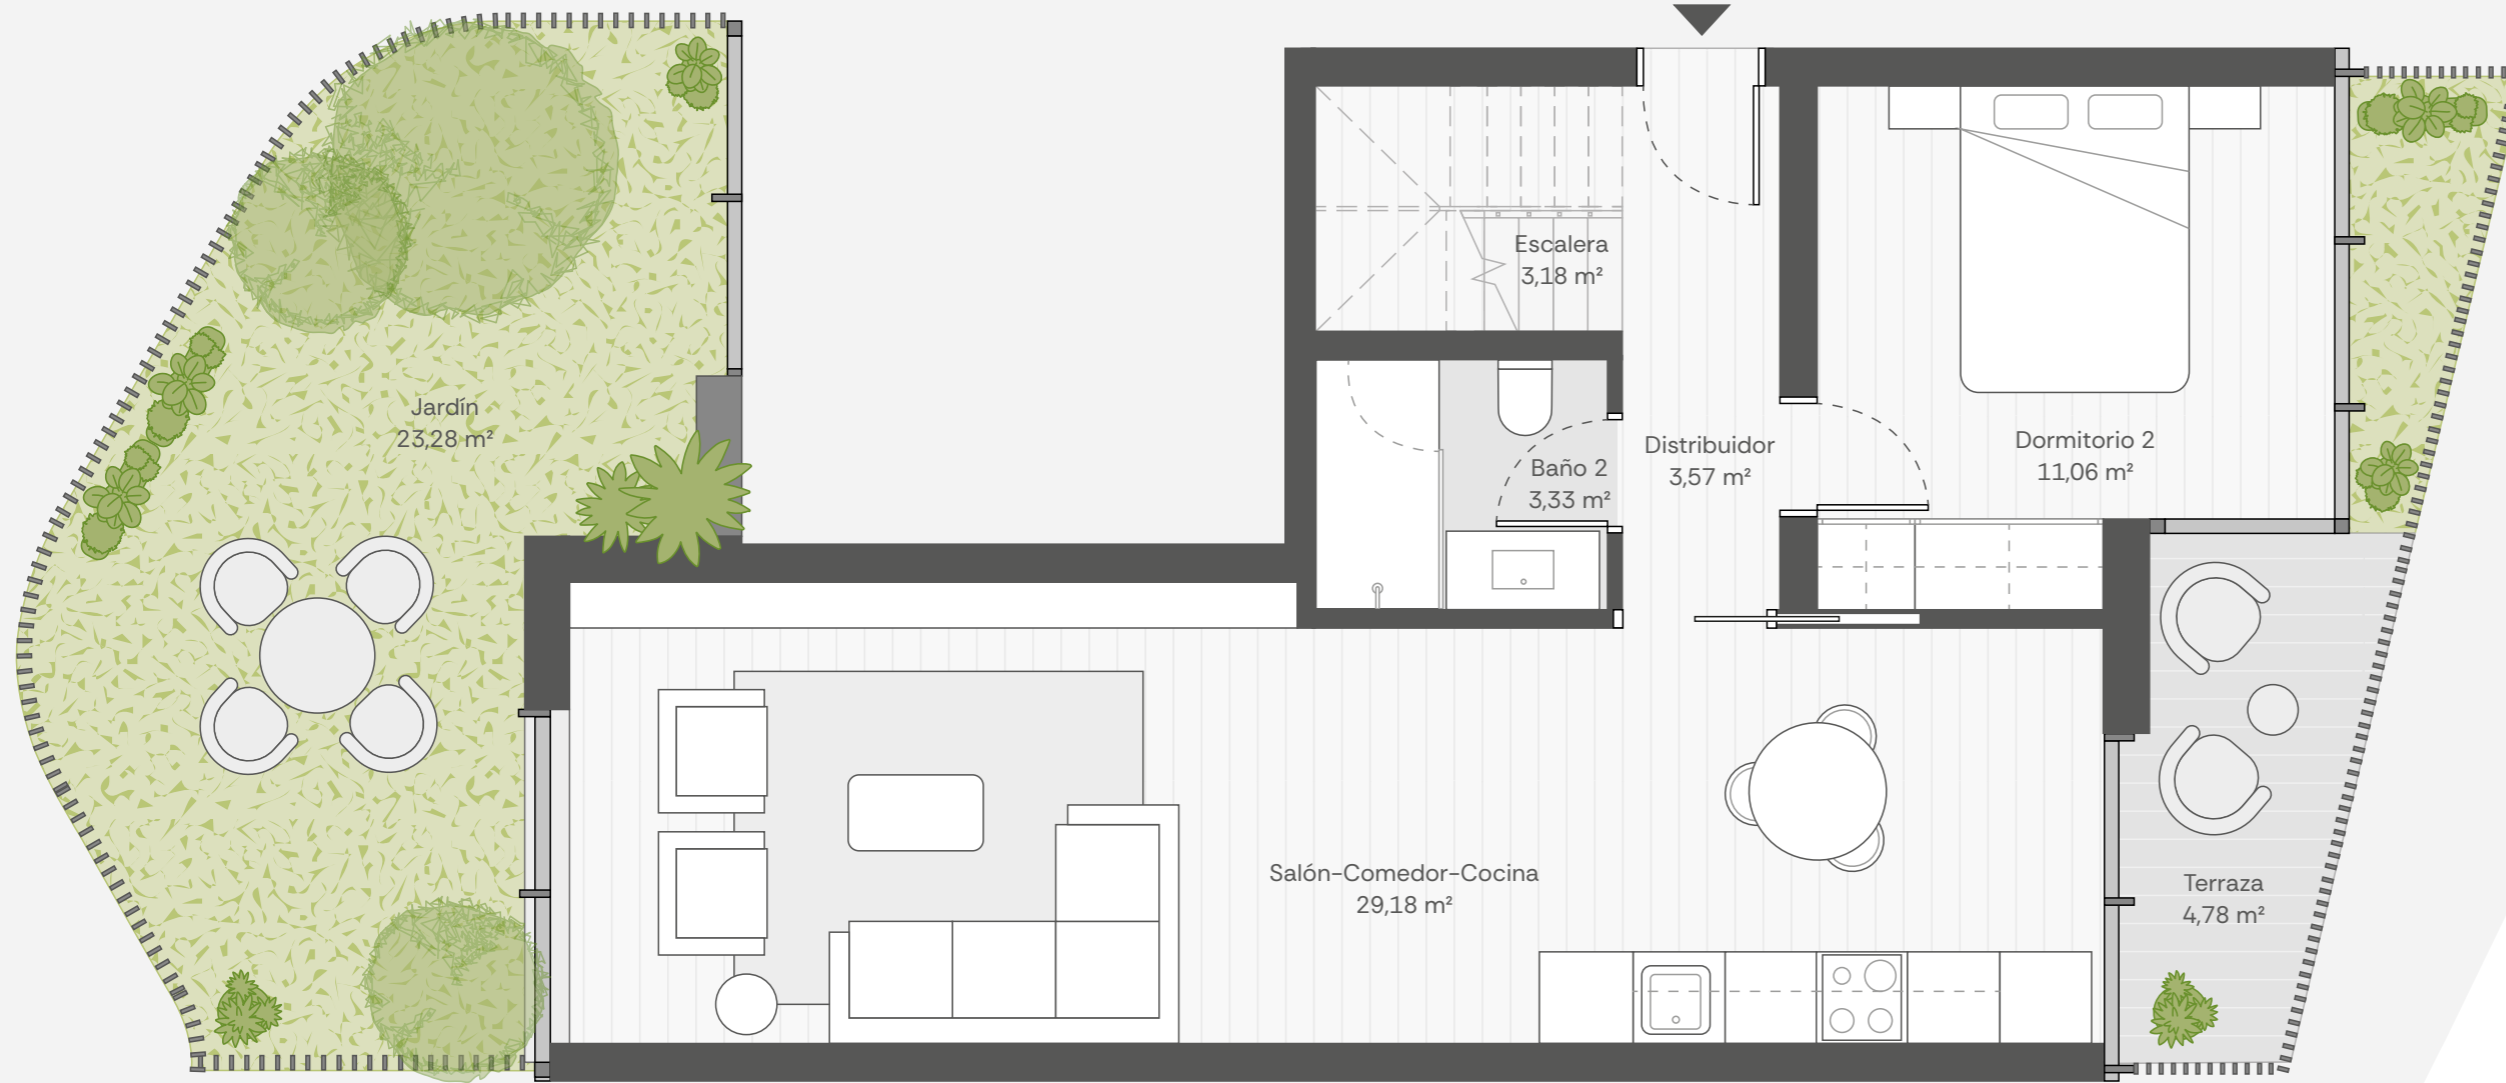 Escalera
3,18 m²
Jardín
23,28 m²
Baño 2
3,33 m²
Distribuidor
3,57 m²
Dormitorio 2
11,06 m²
Salón-Comedor-Cocina
29,18 m²
Terraza
4,78 m²